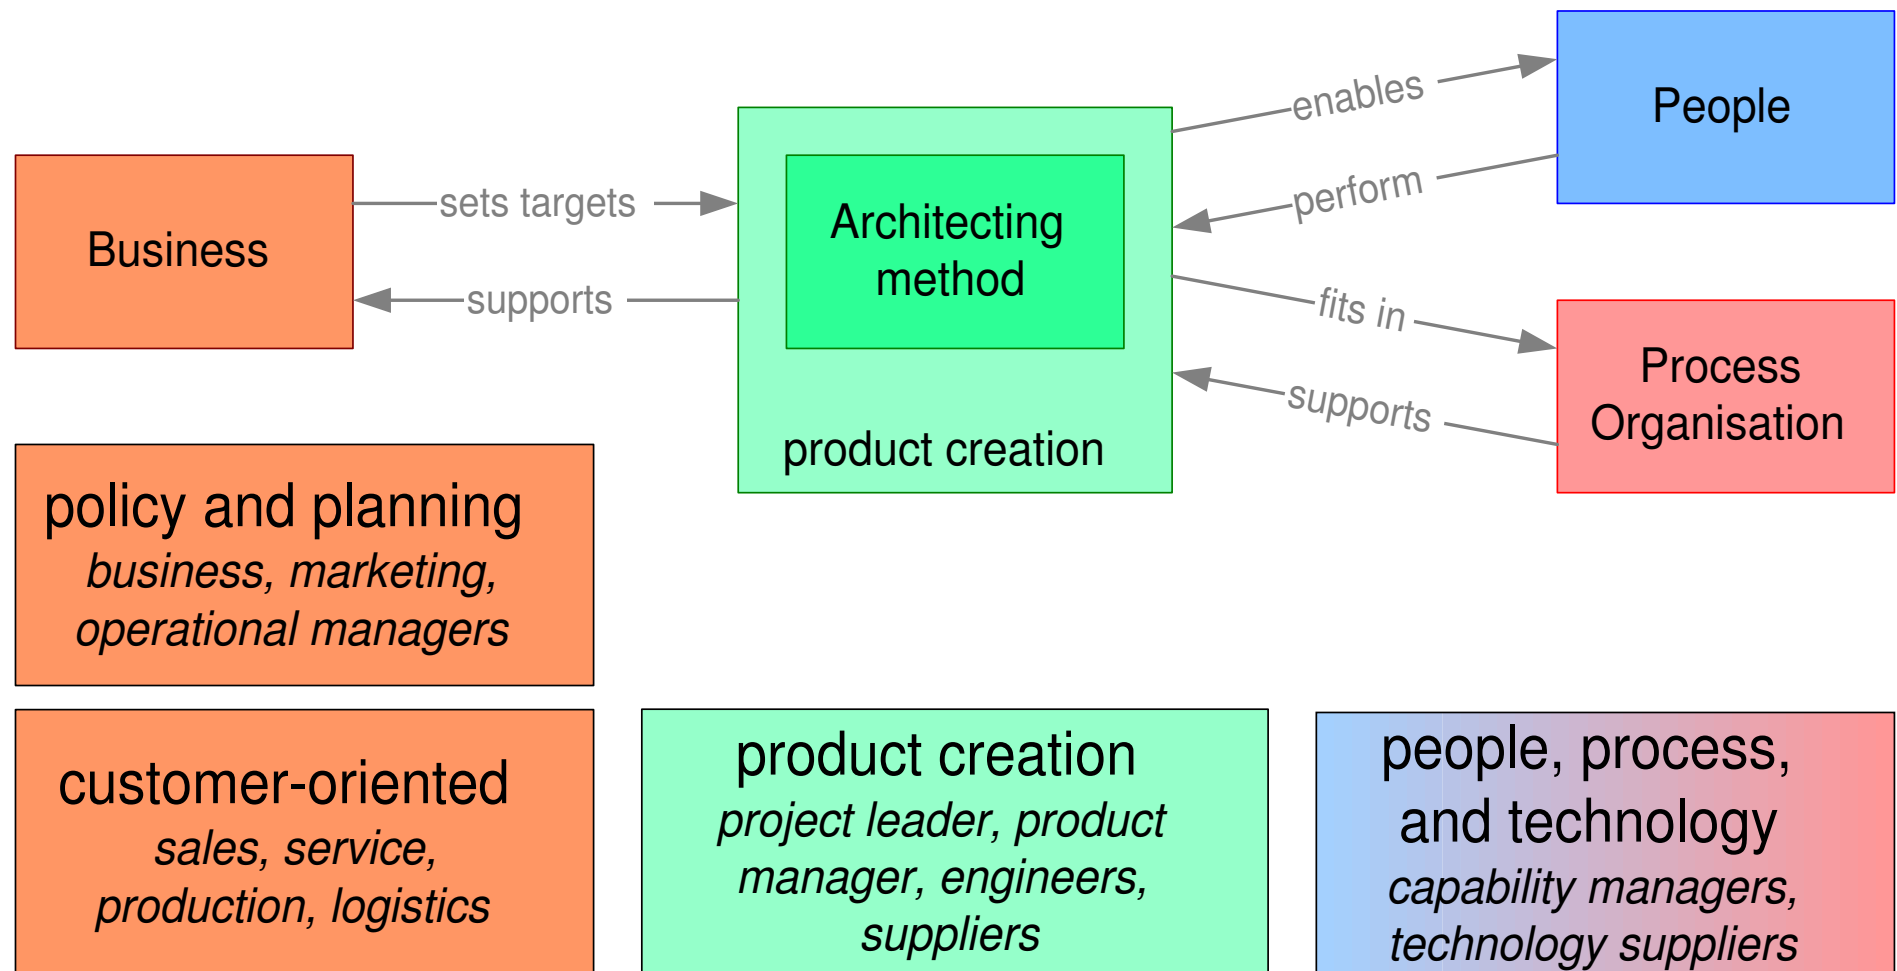 Business
sets targets
supports
Architecting
method
product creation
enables
perform
fits in
supports
People
Process
Organisation
policy and planning
business, marketing,
operational managers
customer-oriented
sales, service,
production, logistics
product creation
project leader, product
manager, engineers,
suppliers
people, process,
and technology
capability managers,
technology suppliers